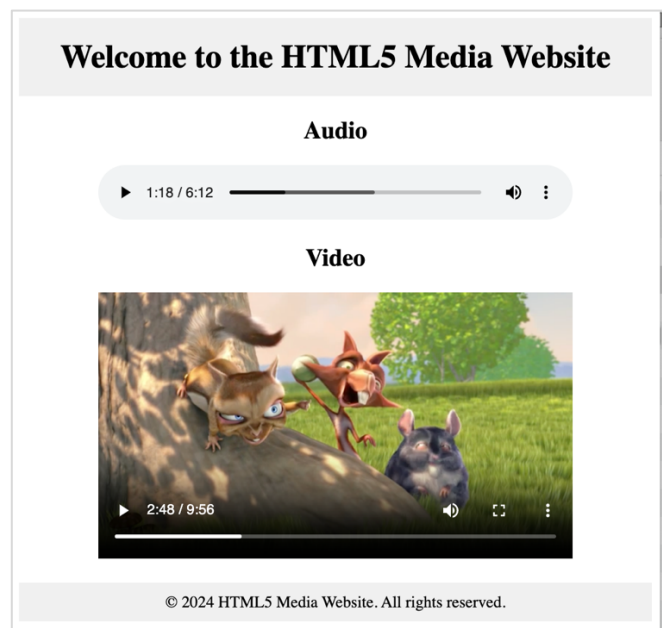 Welcome to the HTML5 Media Website
Audio
1:18 / 6:12
Video
2:48 / 9:56
© 2024 HTML5 Media Website. All rights reserved.